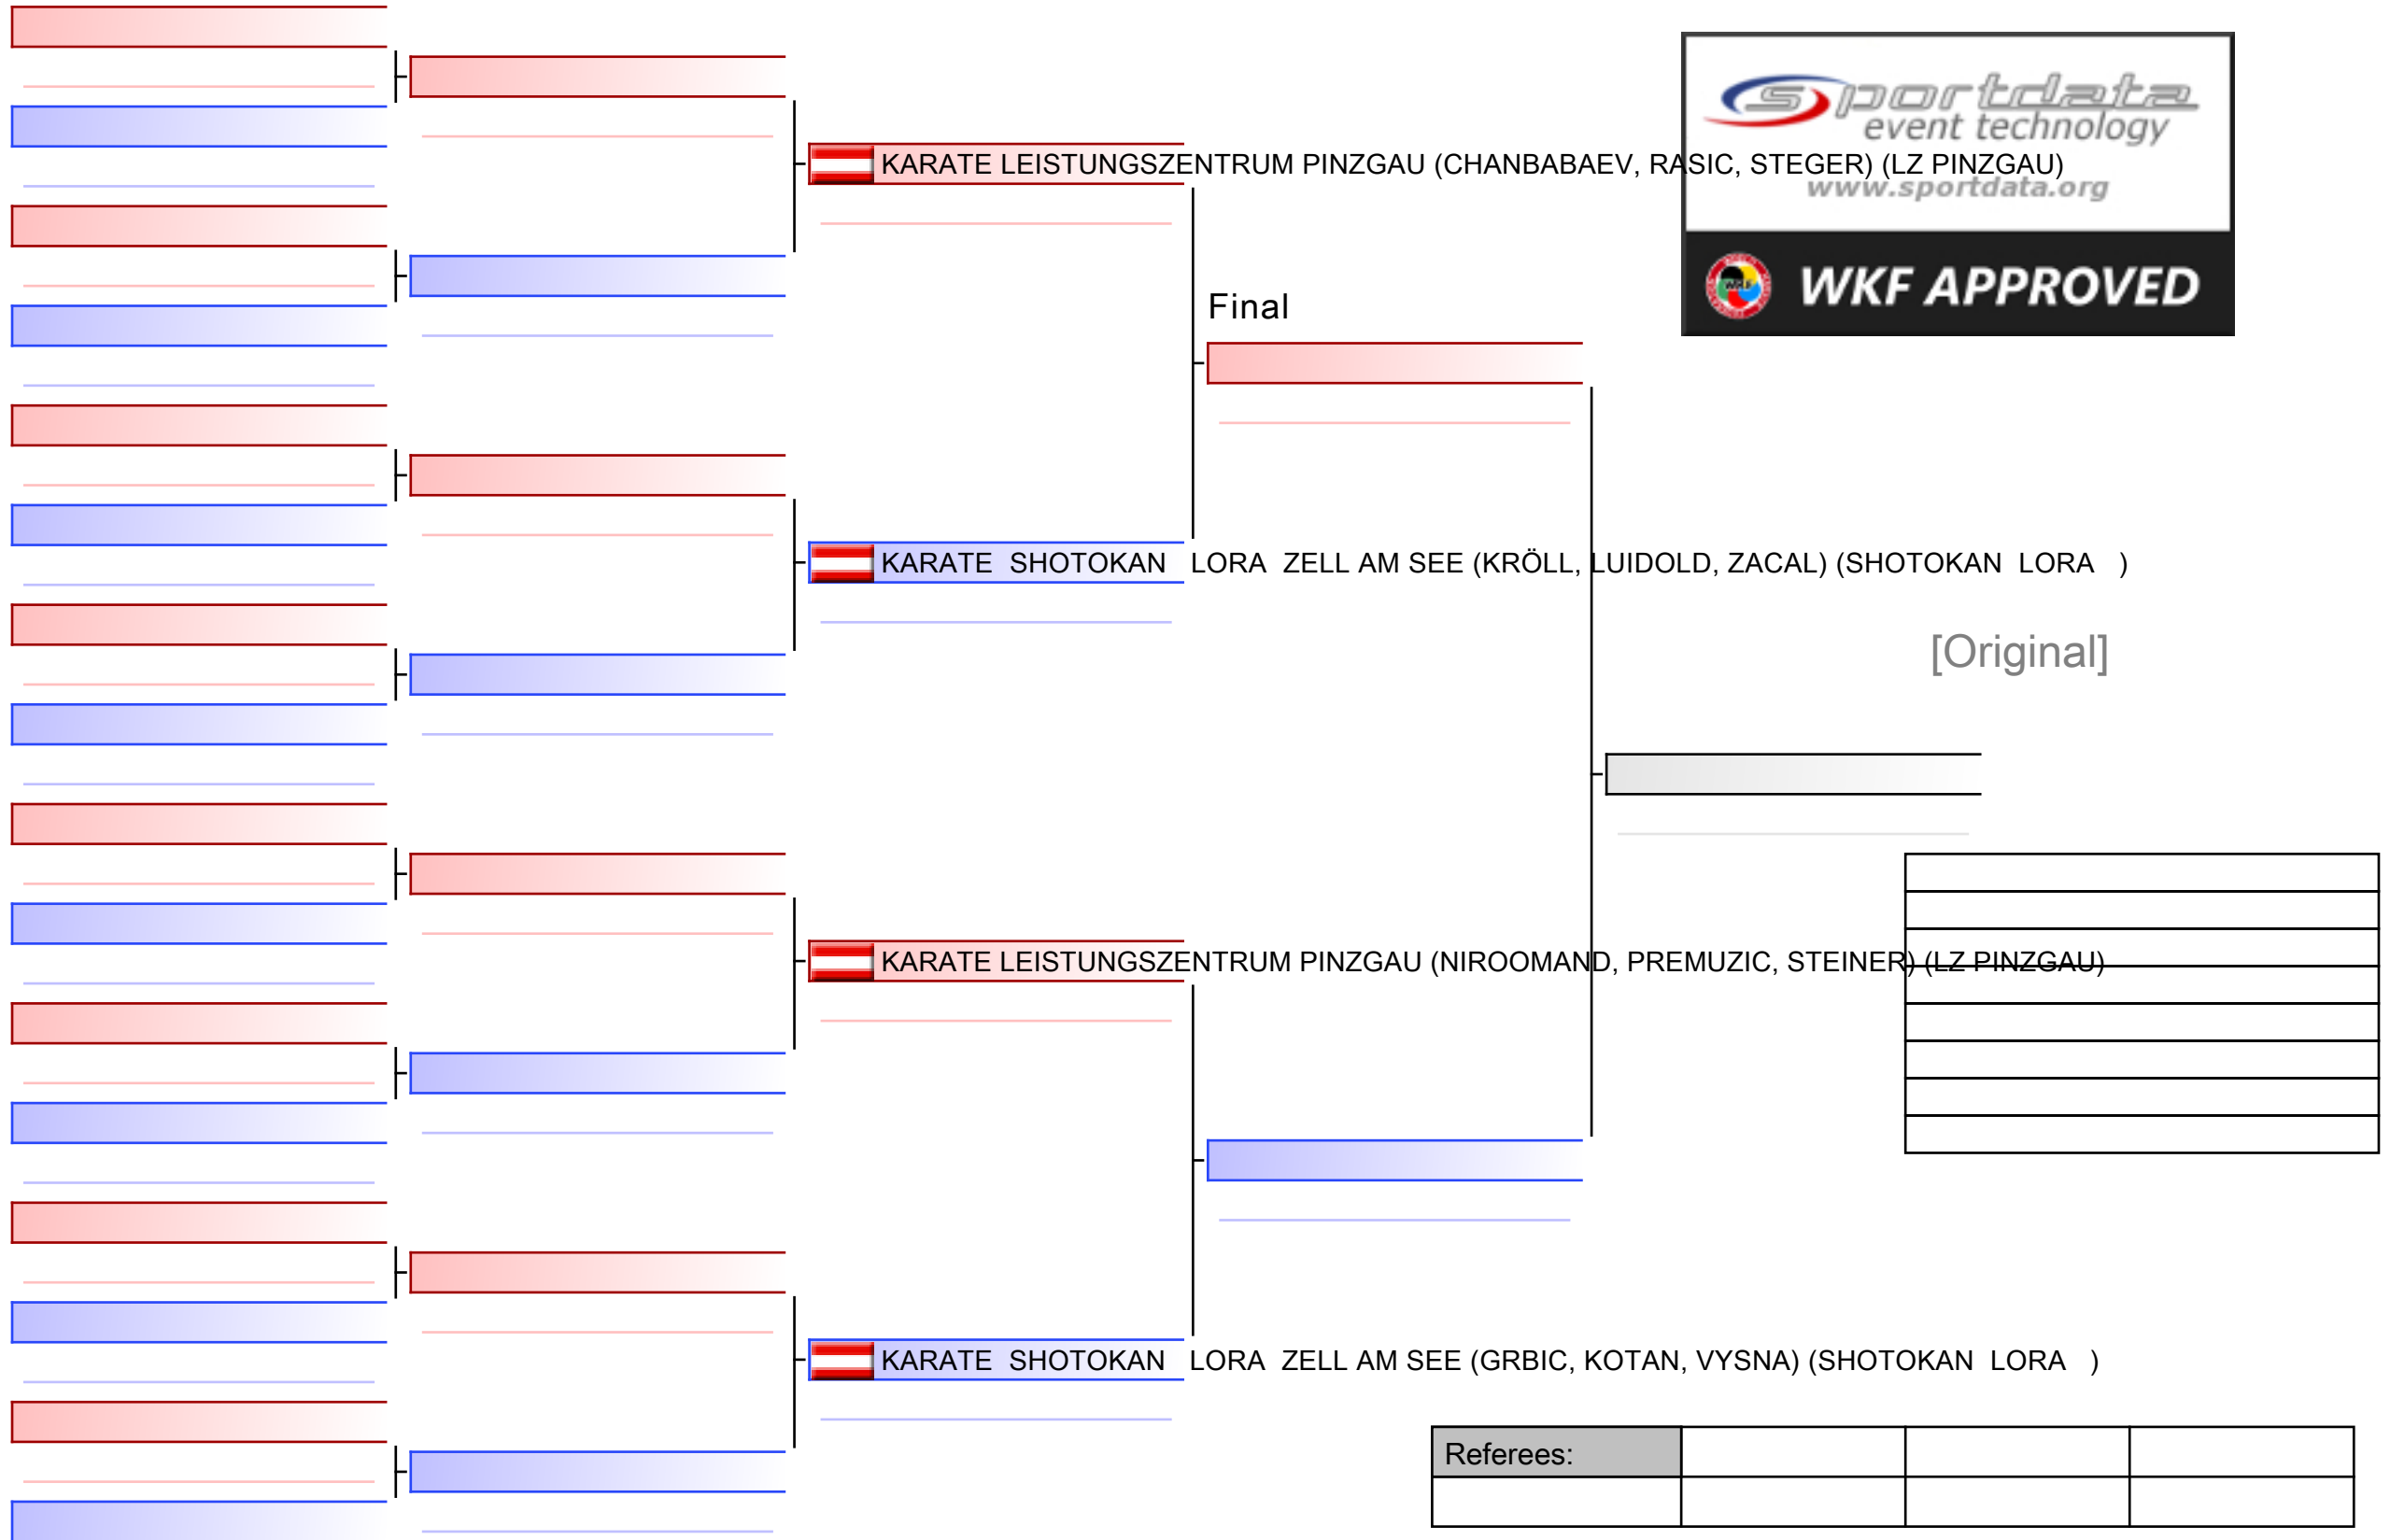 sportdata
event technology
www.sportdata.org
WKF APPROVED
KARATE LEISTUNGSZENTRUM PINZGAU (CHANBABAEV, RASIC, STEGER) (LZ PINZGAU)
Final
KARATE SHOTOKAN LORA ZELL AM SEE (KRÖLL, LUIDOLD, ZACAL) (SHOTOKAN LORA )
[Original]
KARATE LEISTUNGSZENTRUM PINZGAU (NIROOMAND, PREMUZIC, STEINER) (LZ PINZGAU)
KARATE SHOTOKAN LORA ZELL AM SEE (GRBIC, KOTAN, VYSNA) (SHOTOKAN LORA )
Referees: